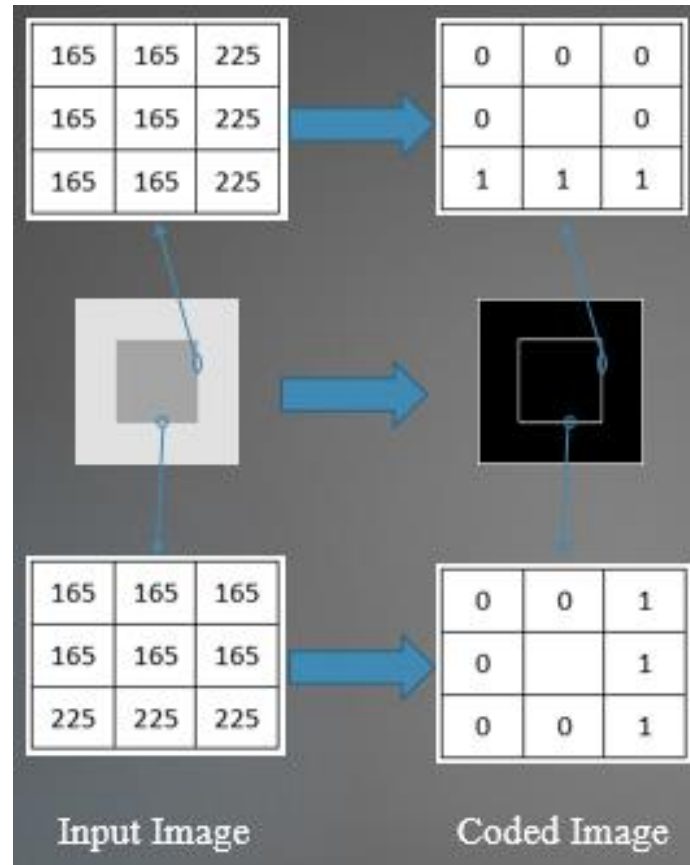 165 165 225 0 0 0
165 165 225 0 0
165 165 225 1 1 1
165 165 165 0 0 1
165 165 165 0 1
225 225 225 0 0 1
Input Image Coded Image